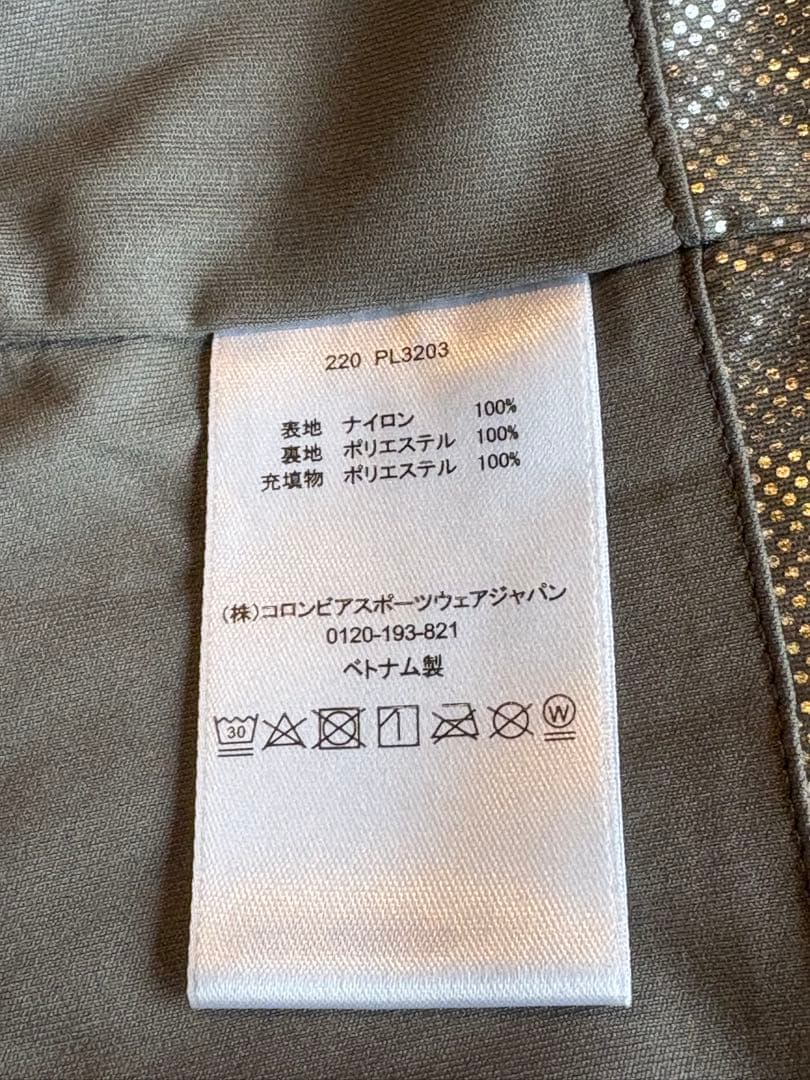 220 PL3203
表地 ナイロン 100%
裏地 ポリエステル 100%
充填物 ポリエステル 100%
(株)コロンビアスポーツウェアジャパン
0120-193-821
ベトナム製
30 W